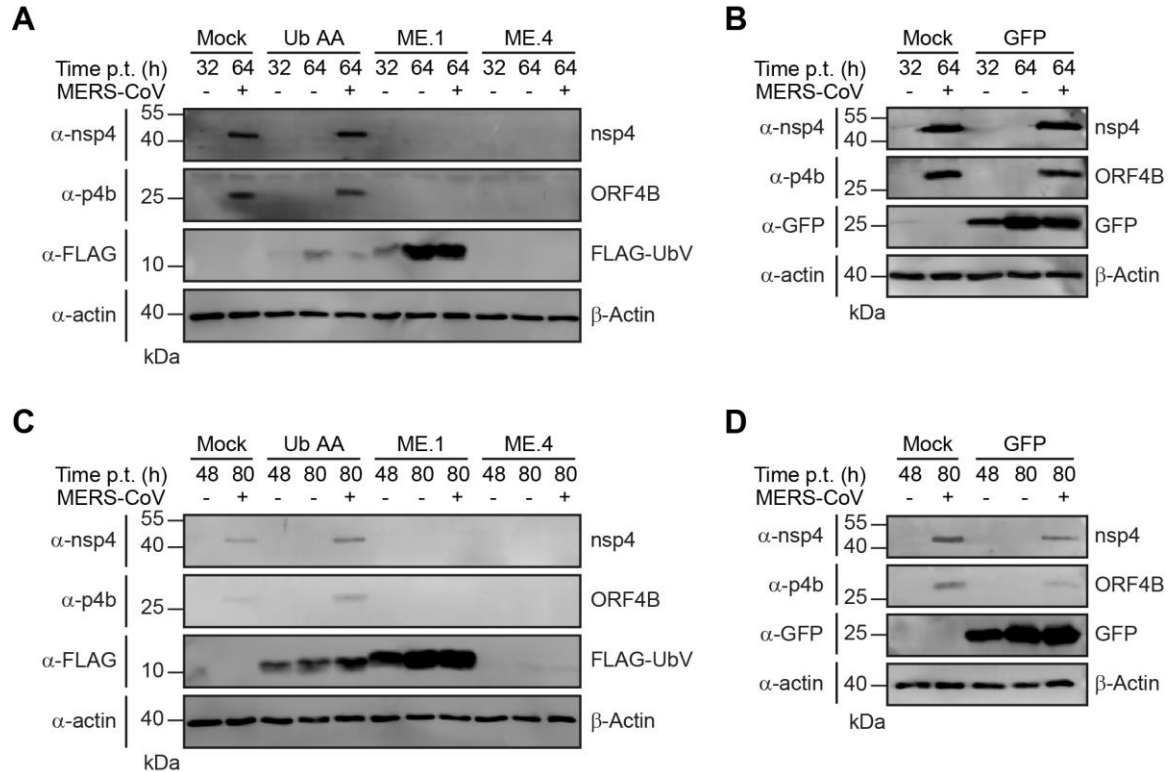 A
Mock Ub AA ME.1 ME.4
Time p.t. (h) 32 64 32 64 64 32 64 64 32 64 64
MERS-CoV - + - - + - - + - - +
α-nsp4 55 40 nsp4
α-p4b 25 ORF4B
α-FLAG 10 FLAG-UbV
α-actin 40 β-Actin
kDa
B
Mock GFP
Time p.t. (h) 32 64 32 64 64
MERS-CoV - + - - +
α-nsp4 55 40 nsp4
α-p4b 25 ORF4B
α-GFP 25 GFP
α-actin 40 β-Actin
kDa
C
Mock Ub AA ME.1 ME.4
Time p.t. (h) 48 80 48 80 80 48 80 80 48 80 80
MERS-CoV - + - - + - - + - - +
α-nsp4 55 40 nsp4
α-p4b 25 ORF4B
α-FLAG 10 FLAG-UbV
α-actin 40 β-Actin
kDa
D
Mock GFP
Time p.t. (h) 48 80 48 80 80
MERS-CoV - + - - +
α-nsp4 55 40 nsp4
α-p4b 25 ORF4B
α-GFP 25 GFP
α-actin 40 β-Actin
kDa